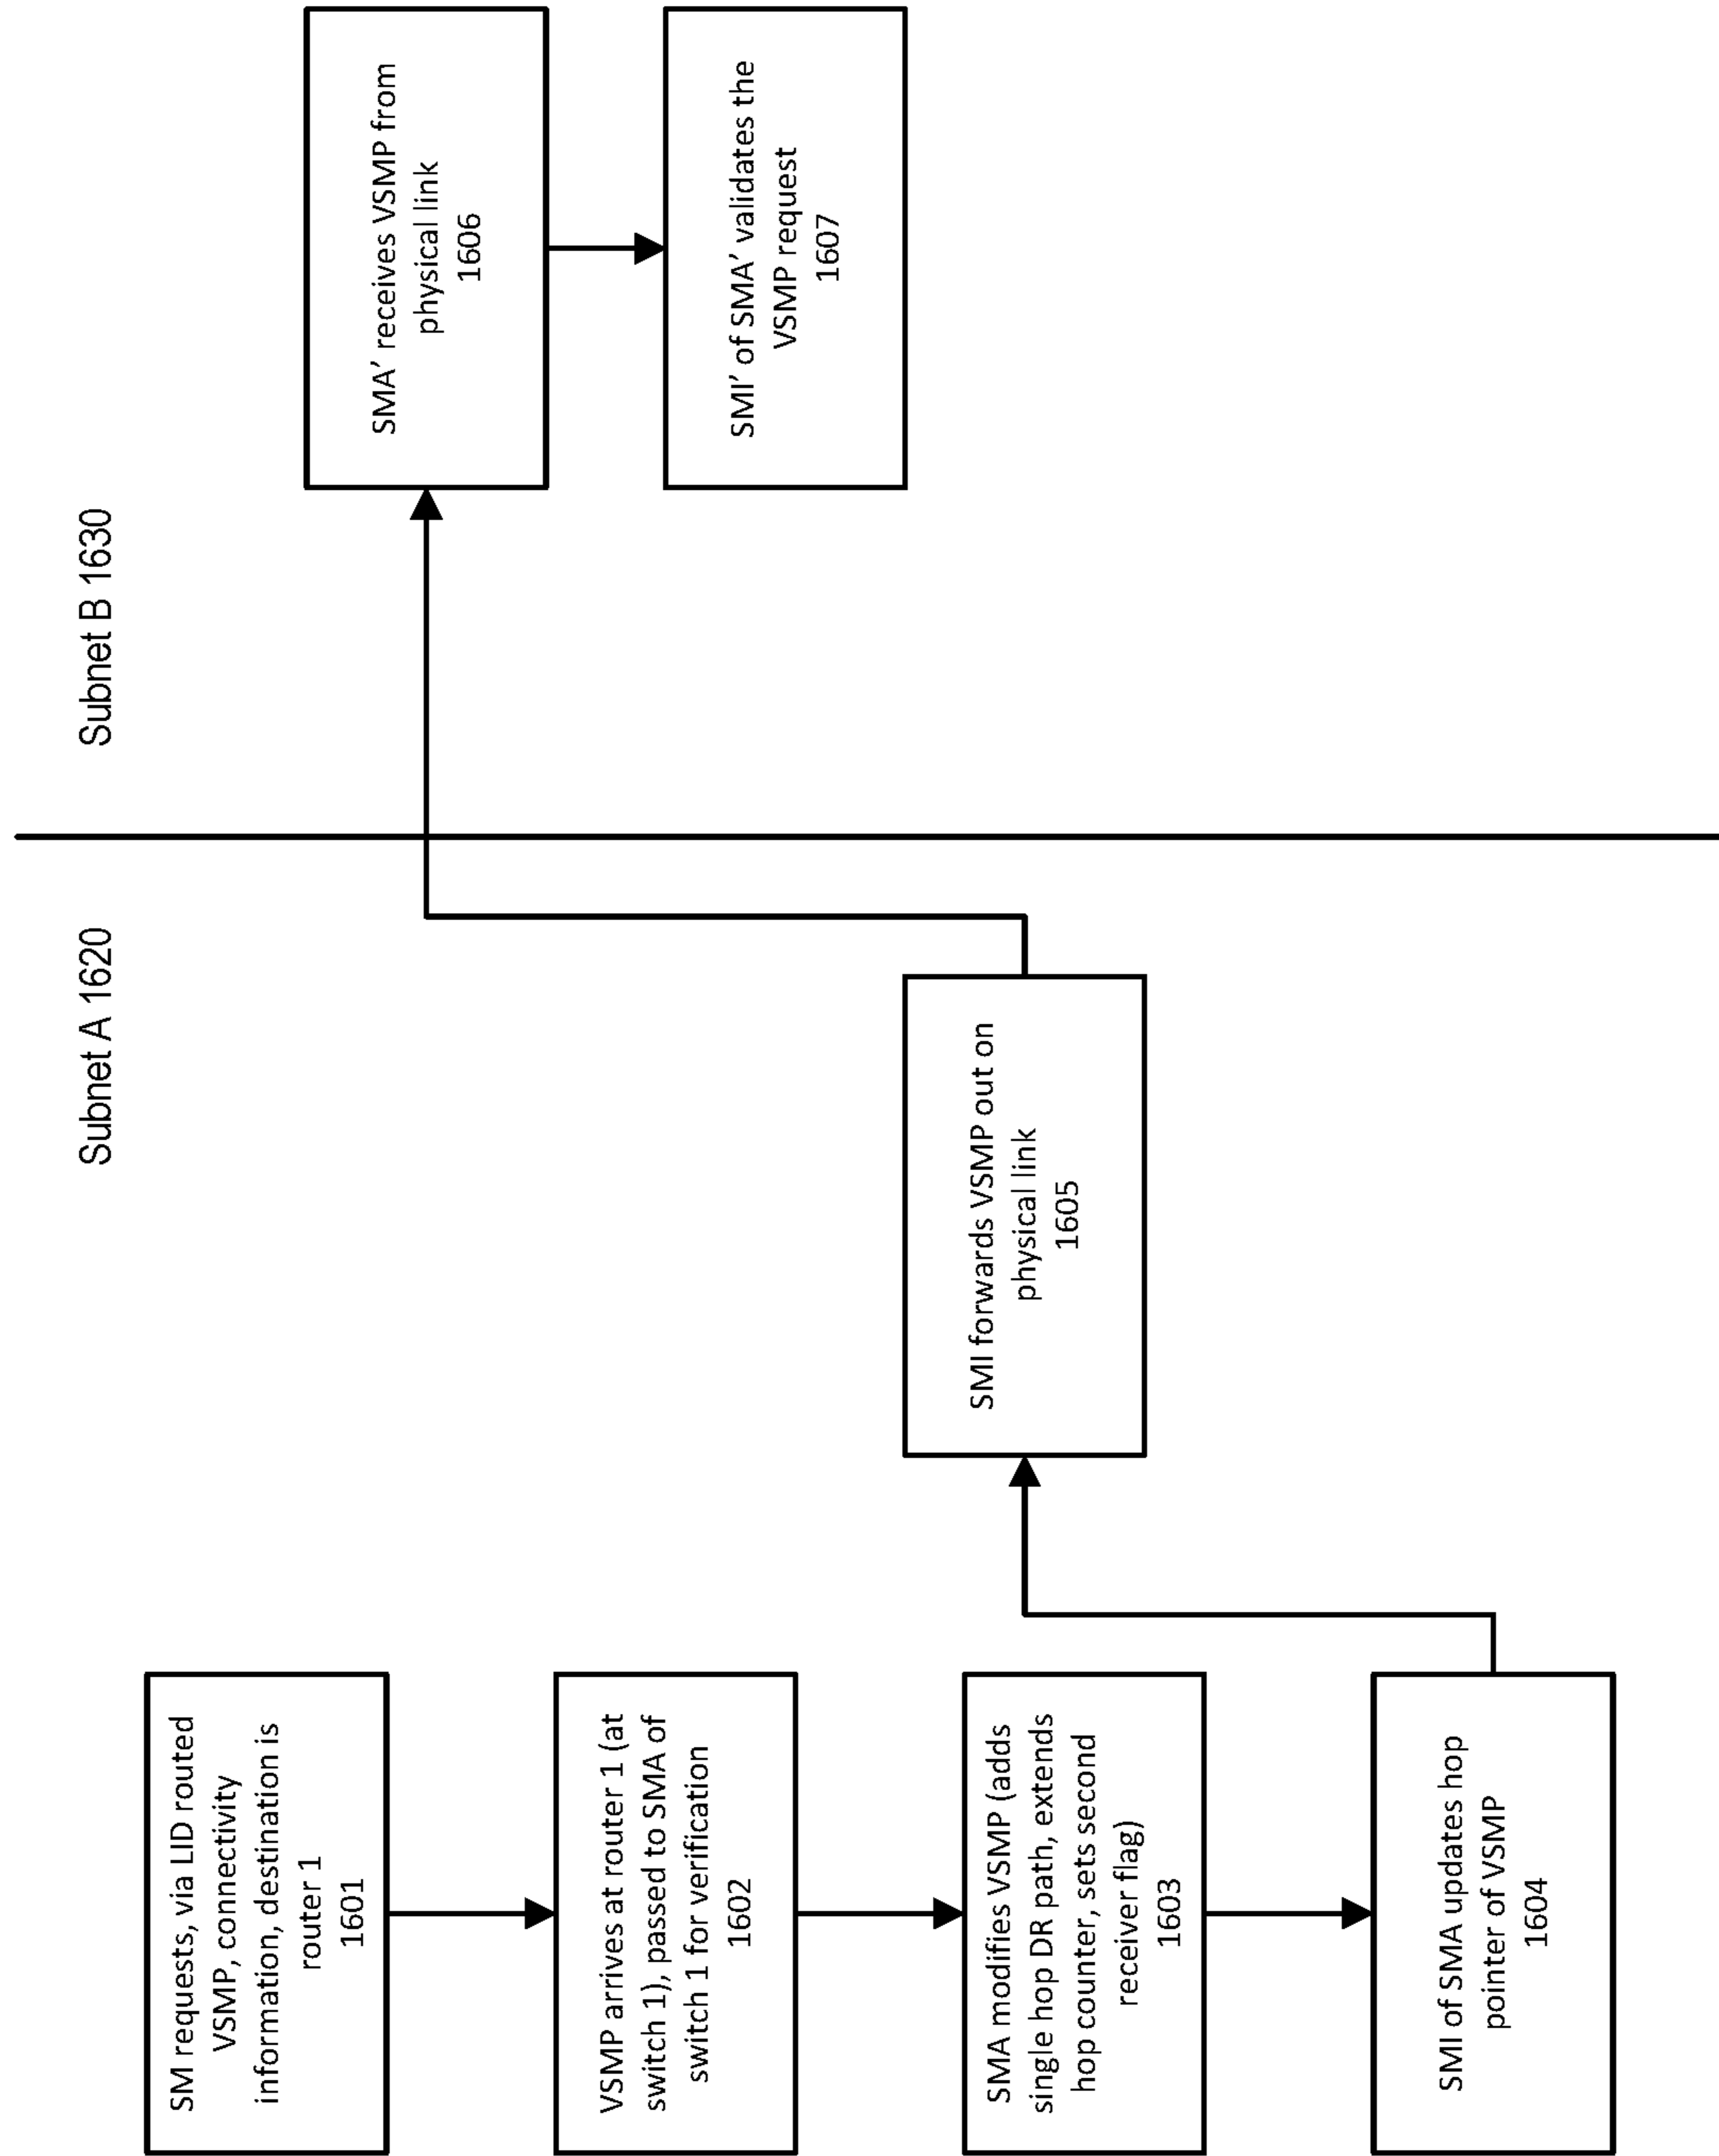 Subnet A 1620
Subnet B 1630
SM requests, via LID routed
VSMP, connectivity
information, destination is
router 1
1601
VSMP arrives at router 1 (at
switch 1), passed to SMA of
switch 1 for verification
1602
SMA modifies VSMP (adds
single hop DR path, extends
hop counter, sets second
receiver flag)
1603
SMI of SMA updates hop
pointer of VSMP
1604
SMI forwards VSMP out on
physical link
1605
SMA’ receives VSMP from
physical link
1606
SMI’ of SMA’ validates the
VSMP request
1607